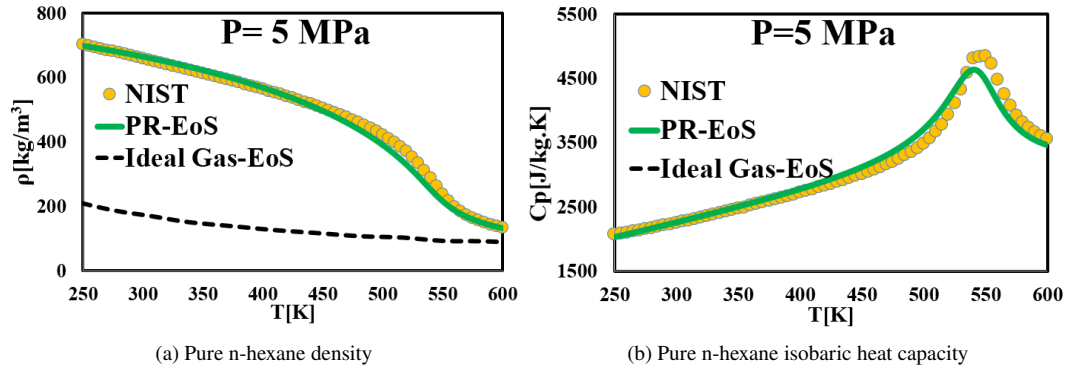 P= 5 MPa
800
600
400
200
0
ρ[kg/m³]
NIST
PR-EoS
Ideal Gas-EoS
250 300 350 400 450 500 550 600
T[K]
(a) Pure n-hexane density
P=5 MPa
5500
4500
3500
2500
1500
Cp[J/kg.K]
NIST
PR-EoS
Ideal Gas-EoS
250 300 350 400 450 500 550 600
T[K]
(b) Pure n-hexane isobaric heat capacity